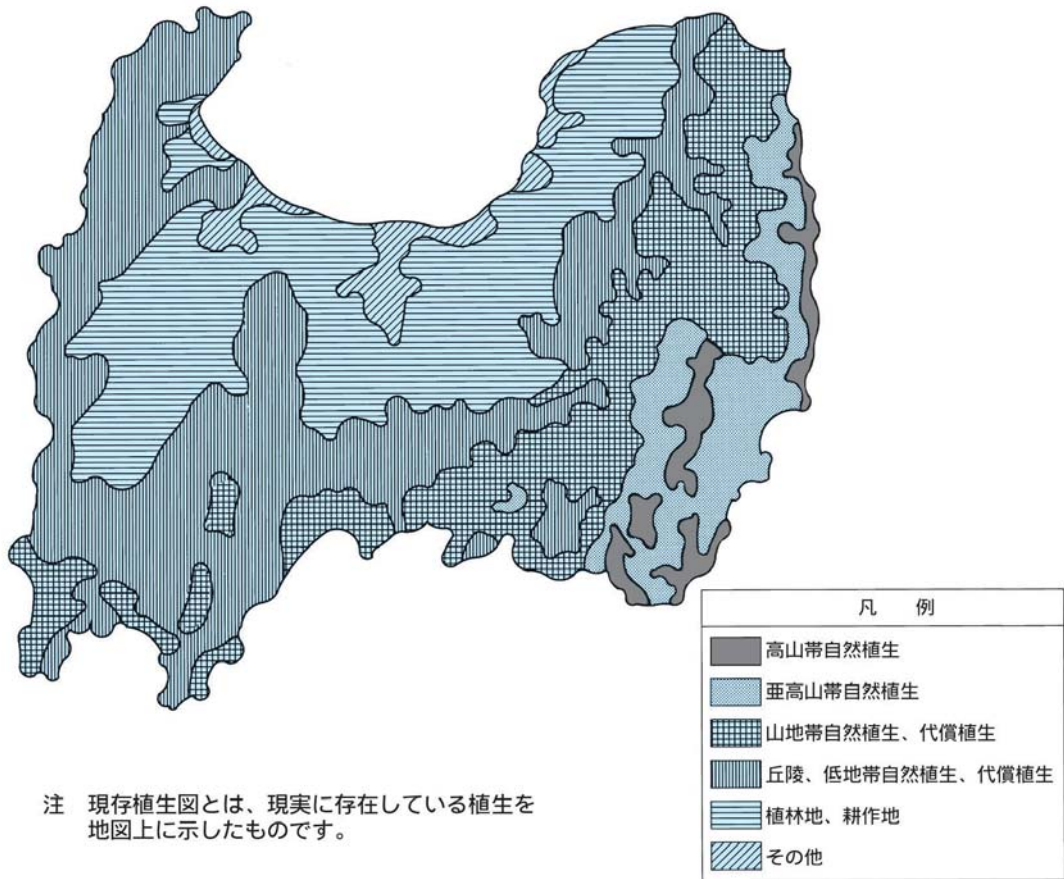 凡 例
高山帯自然植生
亜高山帯自然植生
山地帯自然植生、代償植生
丘陵、低地帯自然植生、代償植生
植林地、耕作地
その他
注 現存植生図とは、現実に存在している植生を
地図上に示したものです。